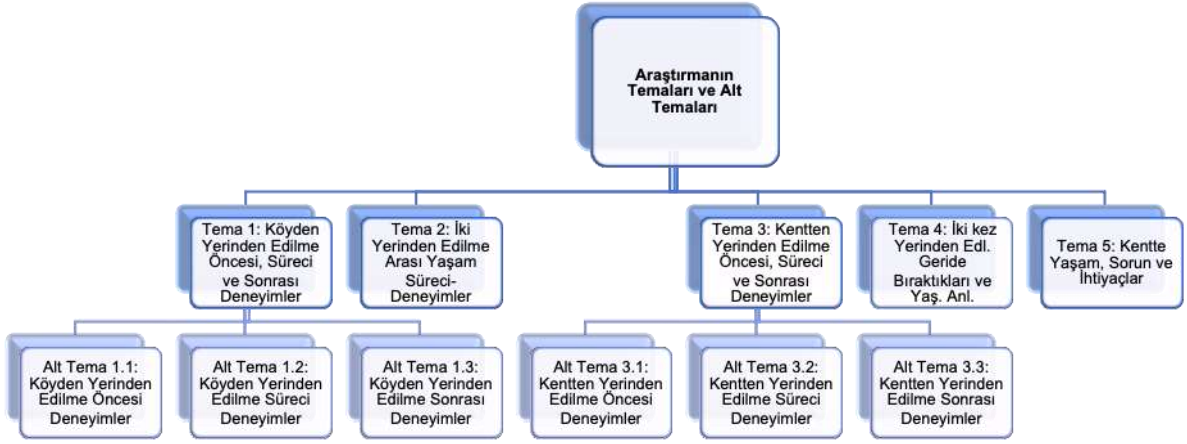 Araştırmanın
Temaları ve Alt
Temaları
Tema 1: Köyden
Yerinden Edilme
Öncesi, Süreci
ve Sonrası
Deneyimler
Tema 2: İki
Yerinden Edilme
Arası Yaşam
Süreci-
Deneyimler
Tema 3: Kentten
Yerinden Edilme
Öncesi, Süreci
ve Sonrası
Deneyimler
Tema 4: İki kez
Yerinden Edl.
Geride
Bıraktıkları ve
Yaş. Anl.
Tema 5: Kentte
Yaşam, Sorun ve
İhtiyaçlar
Alt Tema 1.1:
Köyden Yerinden
Edilme Öncesi
Deneyimler
Alt Tema 1.2:
Köyden Yerinden
Edilme Süreci
Deneyimler
Alt Tema 1.3:
Köyden Yerinden
Edilme Sonrası
Deneyimler
Alt Tema 3.1:
Kentten Yerinden
Edilme Öncesi
Deneyimler
Alt Tema 3.2:
Kentten Yerinden
Edilme Süreci
Deneyimler
Alt Tema 3.3:
Kentten Yerinden
Edilme Sonrası
Deneyimler